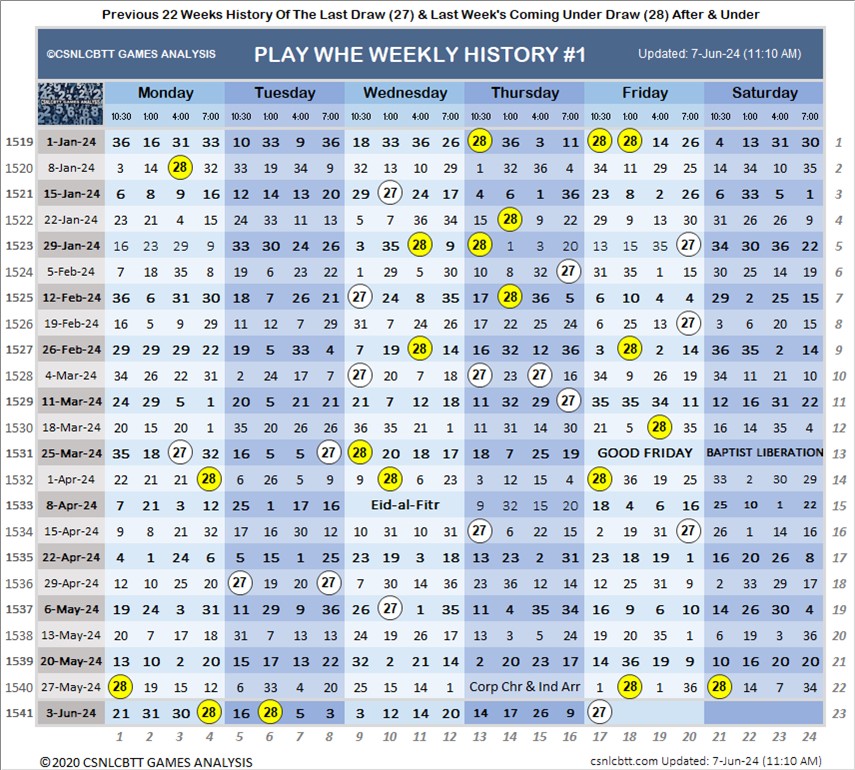 Previous 22 Weeks History Of The Last Draw (27) & Last Week's Coming Under Draw (28) After & Under
©CSNLCBTT GAMES ANALYSIS PLAY WHE WEEKLY HISTORY #1 Updated: 7-Jun-24 (11:10 AM)
Monday Tuesday Wednesday Thursday Friday Saturday
CSNLCBTT GAMES ANALYSIS
10:30 1:00 4:00 7:00 10:30 1:00 4:00 7:00 10:30 1:00 4:00 7:00 10:30 1:00 4:00 7:00 10:30 1:00 4:00 7:00 10:30 1:00 4:00 7:00
1519 1-Jan-24 36 16 31 33 10 33 9 36 18 33 36 26 28 36 3 11 28 28 14 26 4 13 31 30 1
1520 8-Jan-24 3 14 28 32 33 19 34 9 32 13 10 29 1 32 36 4 34 11 29 25 14 34 10 35 2
1521 15-Jan-24 6 8 9 16 12 14 13 20 29 27 24 17 4 6 1 36 23 8 2 26 6 33 5 1 3
1522 22-Jan-24 23 21 4 15 24 33 11 13 5 7 36 34 15 28 9 22 29 9 13 30 31 26 26 9 4
1523 29-Jan-24 16 23 29 9 33 30 24 26 3 35 28 9 28 1 3 20 13 15 35 27 34 30 36 22 5
1524 5-Feb-24 7 18 35 8 19 6 23 22 1 29 5 30 10 8 32 27 31 35 1 15 30 25 14 19 6
1525 12-Feb-24 36 6 31 30 18 7 26 21 27 24 8 35 17 28 36 5 6 10 4 4 29 2 25 15 7
1526 19-Feb-24 16 5 9 29 11 12 7 29 31 7 24 26 17 22 25 24 6 25 13 27 3 6 20 15 8
1527 26-Feb-24 29 29 29 22 19 5 33 4 7 19 28 14 16 32 12 36 3 28 2 14 36 35 2 14 9
1528 4-Mar-24 34 26 22 31 2 24 17 7 27 20 7 18 27 23 27 15 34 9 26 19 34 11 21 10 10
1529 11-Mar-24 24 29 5 1 20 5 21 21 21 7 12 18 11 32 29 27 35 35 34 11 12 16 31 22 11
1530 18-Mar-24 20 15 20 1 35 20 26 26 36 35 21 6 11 31 14 30 21 5 28 34 16 14 35 4 12
1531 25-Mar-24 35 18 27 32 16 5 5 27 28 20 18 17 18 7 25 19 GOOD FRIDAY BAPTIST LIBERATION 13
1532 1-Apr-24 22 21 21 28 6 26 5 9 9 28 6 23 3 12 15 4 28 36 19 25 33 2 30 29 14
1533 8-Apr-24 7 21 3 12 25 1 17 16 Eid-al-Fitr 9 32 15 20 18 4 6 16 25 10 1 22 15
1534 15-Apr-24 9 8 21 32 17 16 30 12 10 31 10 31 27 6 22 15 2 19 16 27 26 1 14 16 16
1535 22-Apr-24 4 1 24 6 5 15 1 25 23 19 3 18 13 23 2 31 23 18 19 1 16 20 26 8 17
1536 29-Apr-24 12 10 25 20 27 19 20 27 7 30 14 36 23 36 12 14 12 25 31 9 2 33 29 17 18
1537 6-May-24 19 24 3 31 11 29 9 36 26 27 1 35 11 4 35 34 16 9 6 10 14 26 30 4 19
1538 13-May-24 20 7 17 18 31 7 13 13 24 19 26 17 13 3 5 24 19 20 35 1 6 19 3 36 20
1539 20-May-24 13 10 2 20 15 17 13 22 32 2 21 14 2 20 23 17 14 36 19 9 10 16 20 20 21
1540 27-May-24 28 19 15 12 6 33 4 20 25 15 14 1 Corp Chr & Ind Arr 1 28 1 36 28 14 7 34 22
1541 3-Jun-24 21 31 30 28 16 28 5 3 3 12 14 20 14 17 26 9 27 23
1 2 3 4 5 6 7 8 9 10 11 12 13 14 15 16 17 18 19 20 21 22 23 24
©2020 CSNLCBTT GAMES ANALYSIS csnlcbtt.com Updated: 7-Jun-24 (11:10 AM)